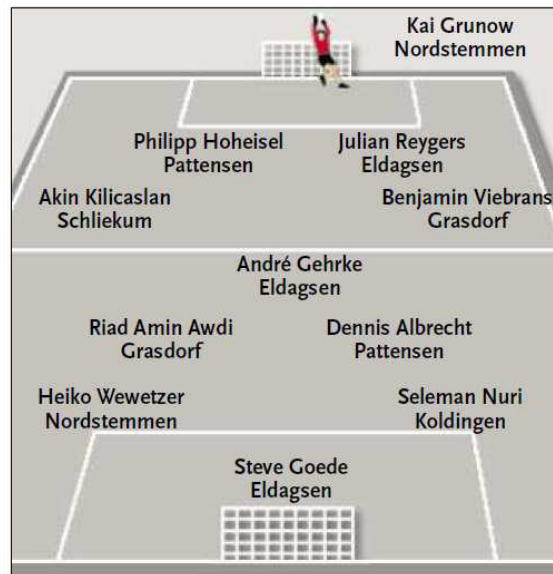 Kai Grunow
Nordstemmen
Philipp Hoheisel
Pattensen
Julian Reygers
Eldagsen
Akin Kilicaslan
Schliekum
Benjamin Viebrans
Grasdorf
André Gehrke
Eldagsen
Riad Amin Awdi
Grasdorf
Dennis Albrecht
Pattensen
Heiko Wewetzer
Nordstemmen
Seleman Nuri
Koldingen
Steve Goede
Eldagsen